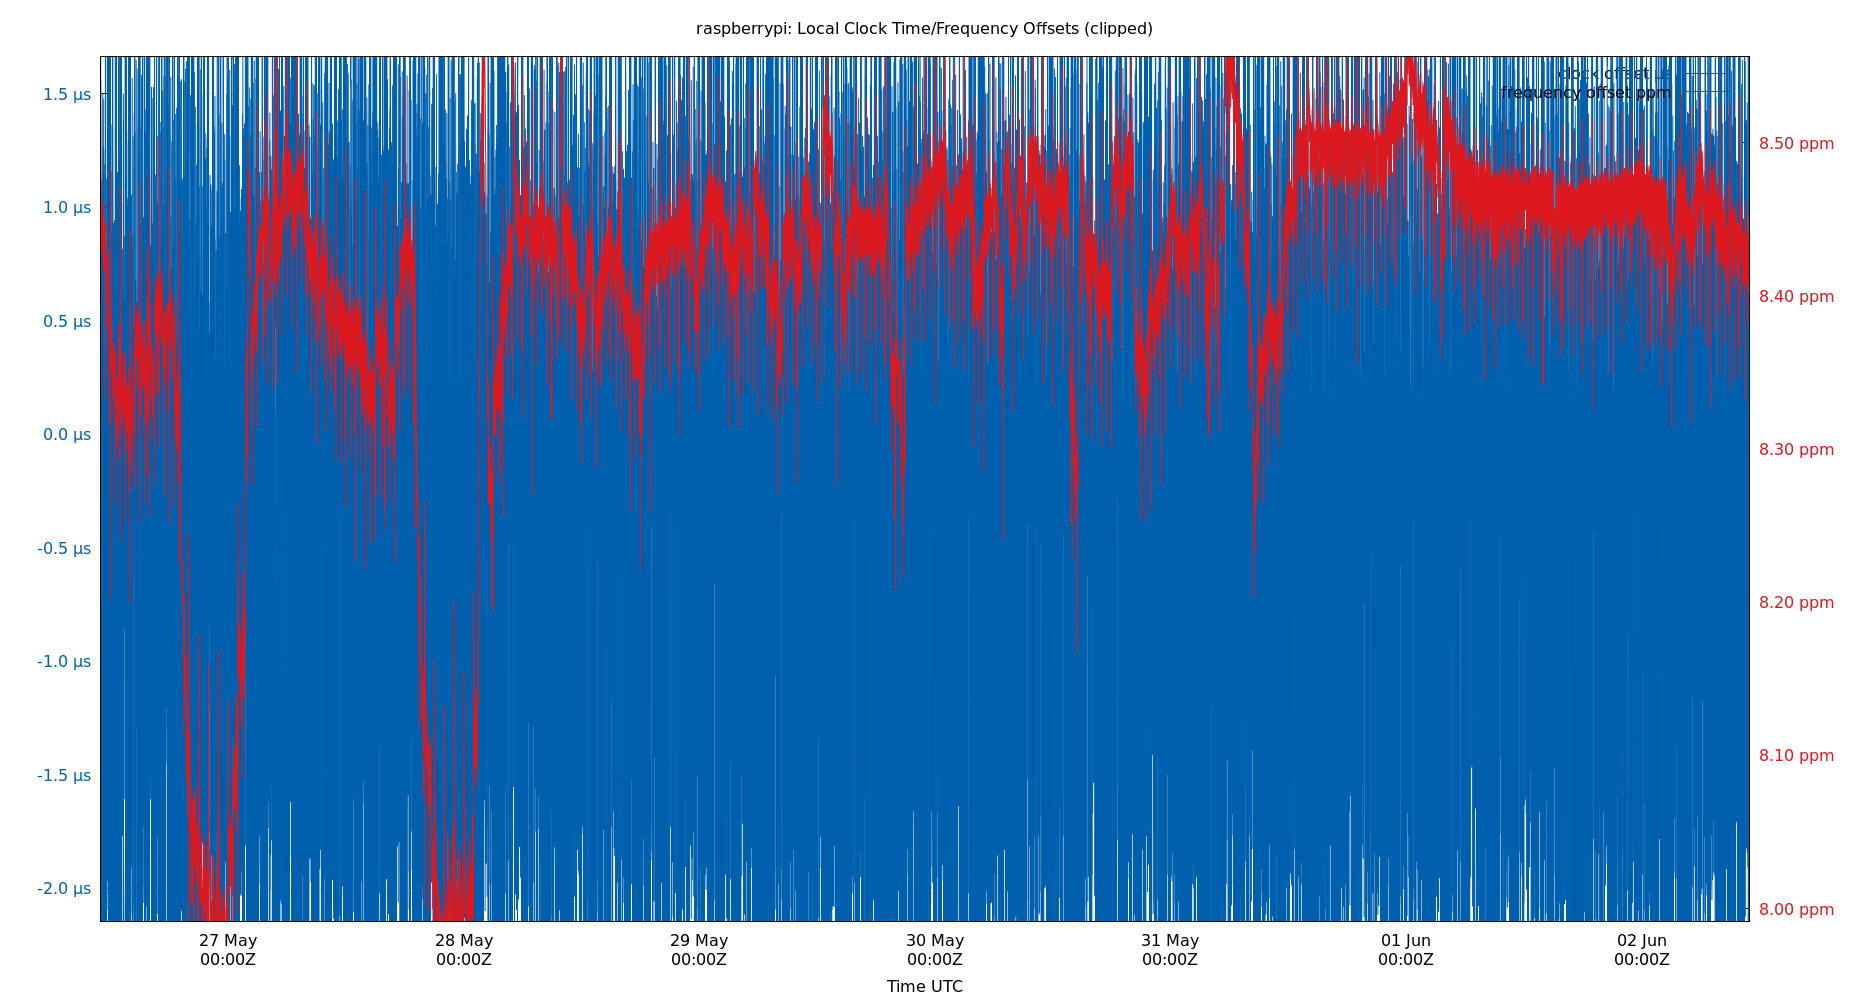 raspberrypi: Local Clock Time/Frequency Offsets (clipped)
clock offset µs
frequency offset ppm
1.5 µs
1.0 µs
0.5 µs
0.0 µs
-0.5 µs
-1.0 µs
-1.5 µs
-2.0 µs
8.50 ppm
8.40 ppm
8.30 ppm
8.20 ppm
8.10 ppm
8.00 ppm
27 May 28 May 29 May 30 May 31 May 01 Jun 02 Jun
00:00Z 00:00Z 00:00Z 00:00Z 00:00Z 00:00Z 00:00Z
Time UTC